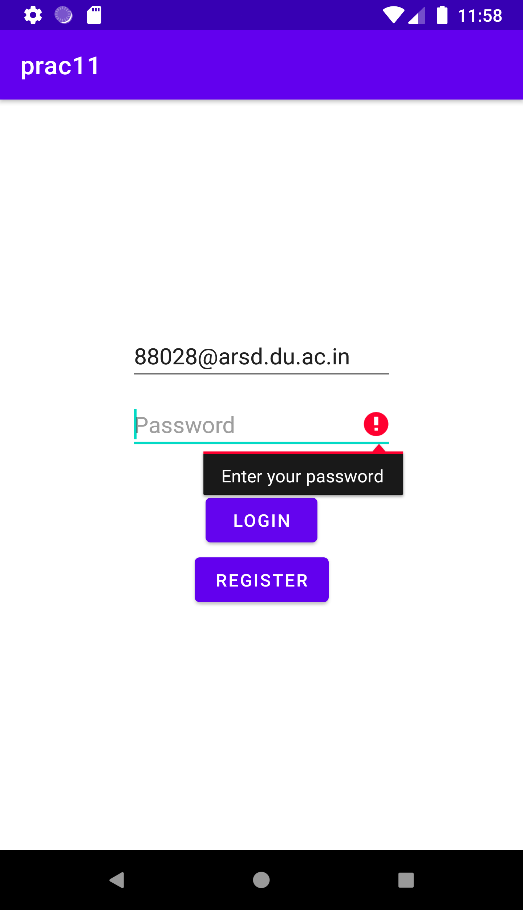 11:58
prac11
88028@arsd.du.ac.in
Password
Enter your password
LOGIN
REGISTER